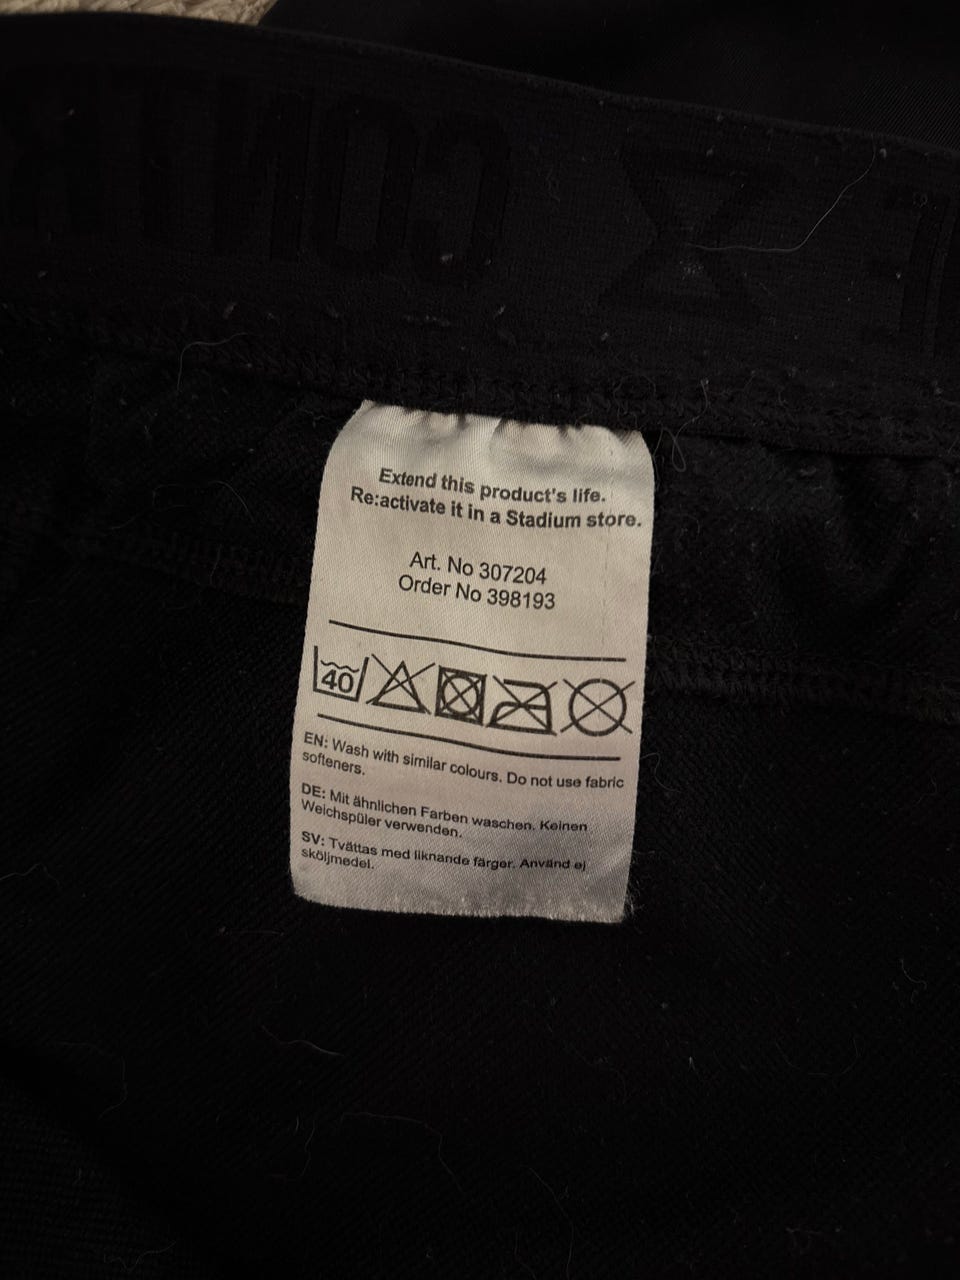 CONTR
Extend this product's life.
Re:activate it in a Stadium store.
Art. No 307204
Order No 398193
40
EN: Wash with similar colours. Do not use fabric
softeners.
DE: Mit ähnlichen Farben waschen. Keinen
Weichspüler verwenden.
SV: Tvättas med liknande färger. Använd ej
sköljmedel.